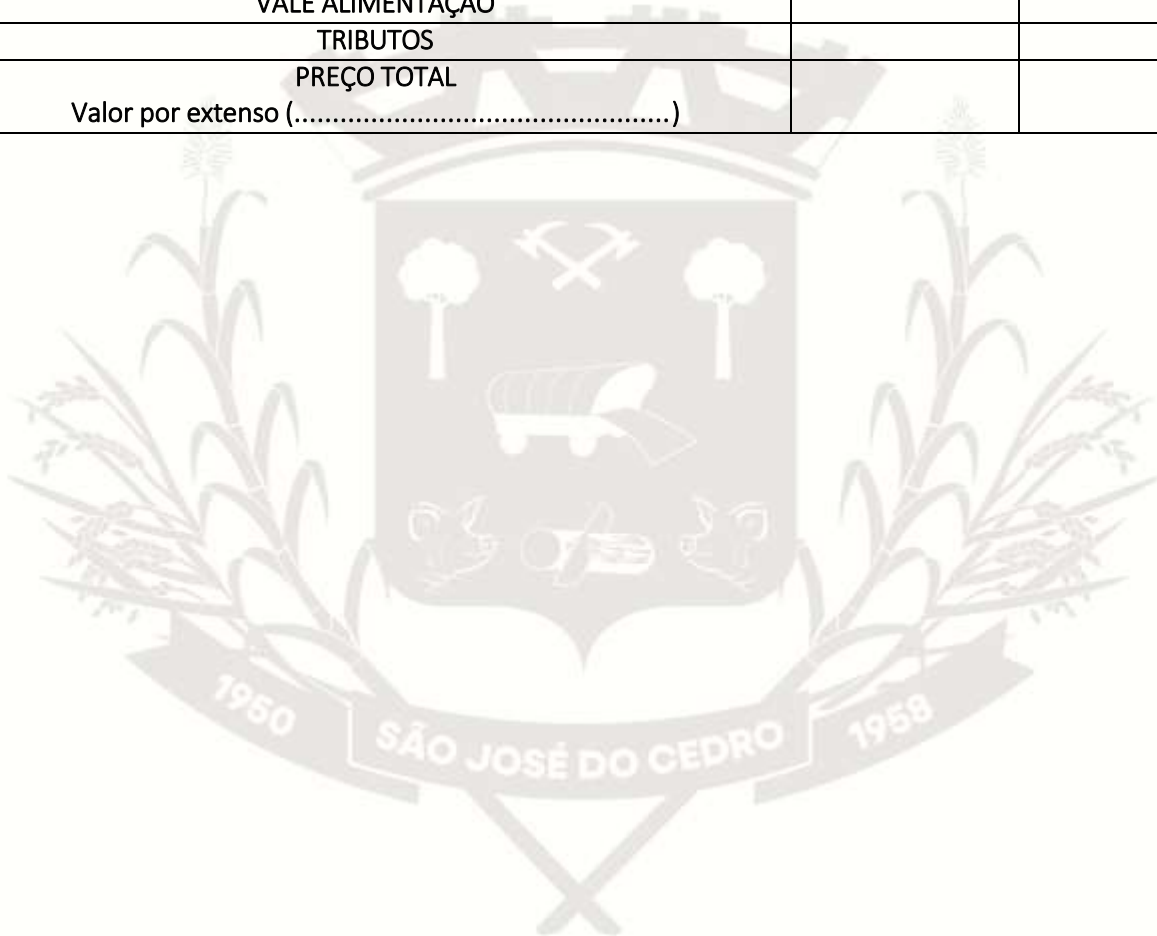 VALE ALIMENTAÇÃO
TRIBUTOS
PREÇO TOTAL
Valor por extenso (.................................................)
1950
SÃO JOSÉ DO CEDRO
1958